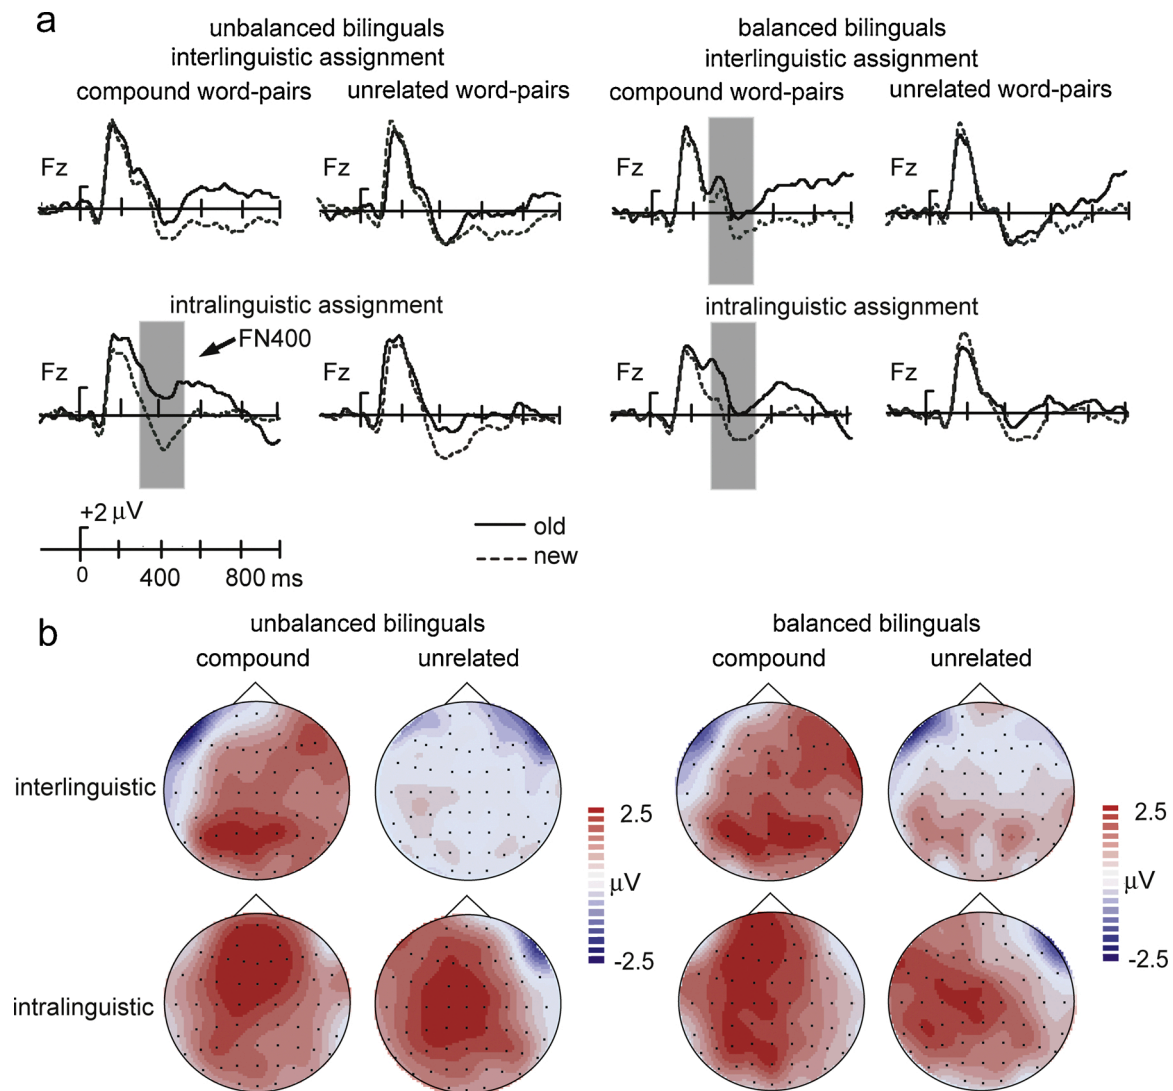 a
unbalanced bilinguals
interlinguistic assignment
compound word-pairs
unrelated word-pairs
Fz
intralinguistic assignment
FN400
Fz
balanced bilinguals
interlinguistic assignment
compound word-pairs
unrelated word-pairs
Fz
Fz
intralinguistic assignment
Fz
Fz
Fz
+2 μV
0 400 800 ms
old
new
b
unbalanced bilinguals
compound unrelated
balanced bilinguals
compound unrelated
interlinguistic
intralinguistic
2.5
μV
-2.5
2.5
μV
-2.5